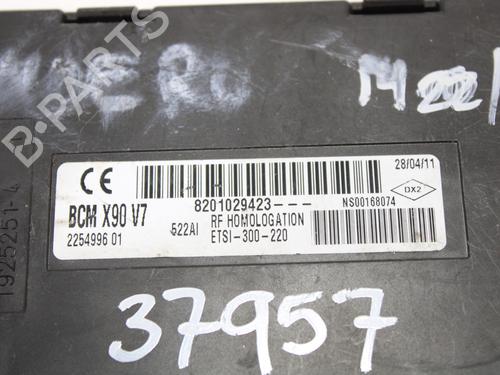 B-PARTS
CE
28/04/11
8201029423---
NS00168074
DX2
BCM X90 V7
522AI
RF HOMOLOGATION
2254996 01
ETSI-300-220
1925251-4
37957